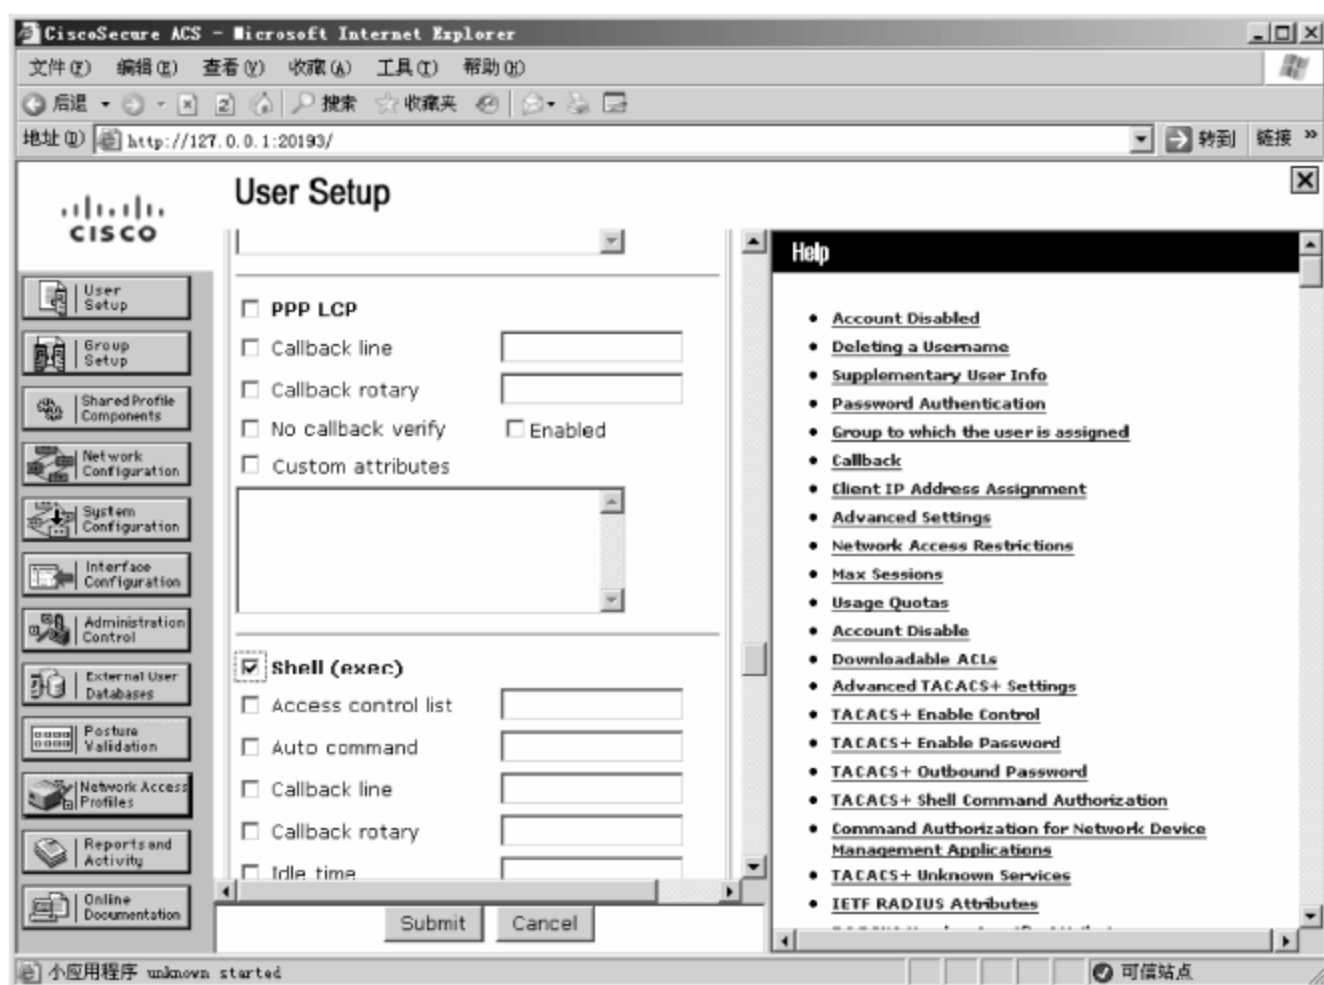 CiscoSecure ACS - Microsoft Internet Explorer
文件(F) 编辑(E) 查看(V) 收藏(A) 工具(T) 帮助(H)
后退 搜索 收藏夹
地址(D) http://127.0.0.1:20193/ 转到 链接 »
CISCO
User Setup
User Setup
Group Setup
Shared Profile Components
Network Configuration
System Configuration
Interface Configuration
Administration Control
External User Databases
Posture Validation
Network Access Profiles
Reports and Activity
Online Documentation
PPP LCP
Callback line
Callback rotary
No callback verify Enabled
Custom attributes
Shell (exec)
Access control list
Auto command
Callback line
Callback rotary
Idle time
Submit Cancel
Help
Account Disabled
Deleting a Username
Supplementary User Info
Password Authentication
Group to which the user is assigned
Callback
Client IP Address Assignment
Advanced Settings
Network Access Restrictions
Max Sessions
Usage Quotas
Account Disable
Downloadable ACLs
Advanced TACACS+ Settings
TACACS+ Enable Control
TACACS+ Enable Password
TACACS+ Outbound Password
TACACS+ Shell Command Authorization
Command Authorization for Network Device
Management Applications
TACACS+ Unknown Services
IETF RADIUS Attributes
小应用程序 unknown started 可信站点